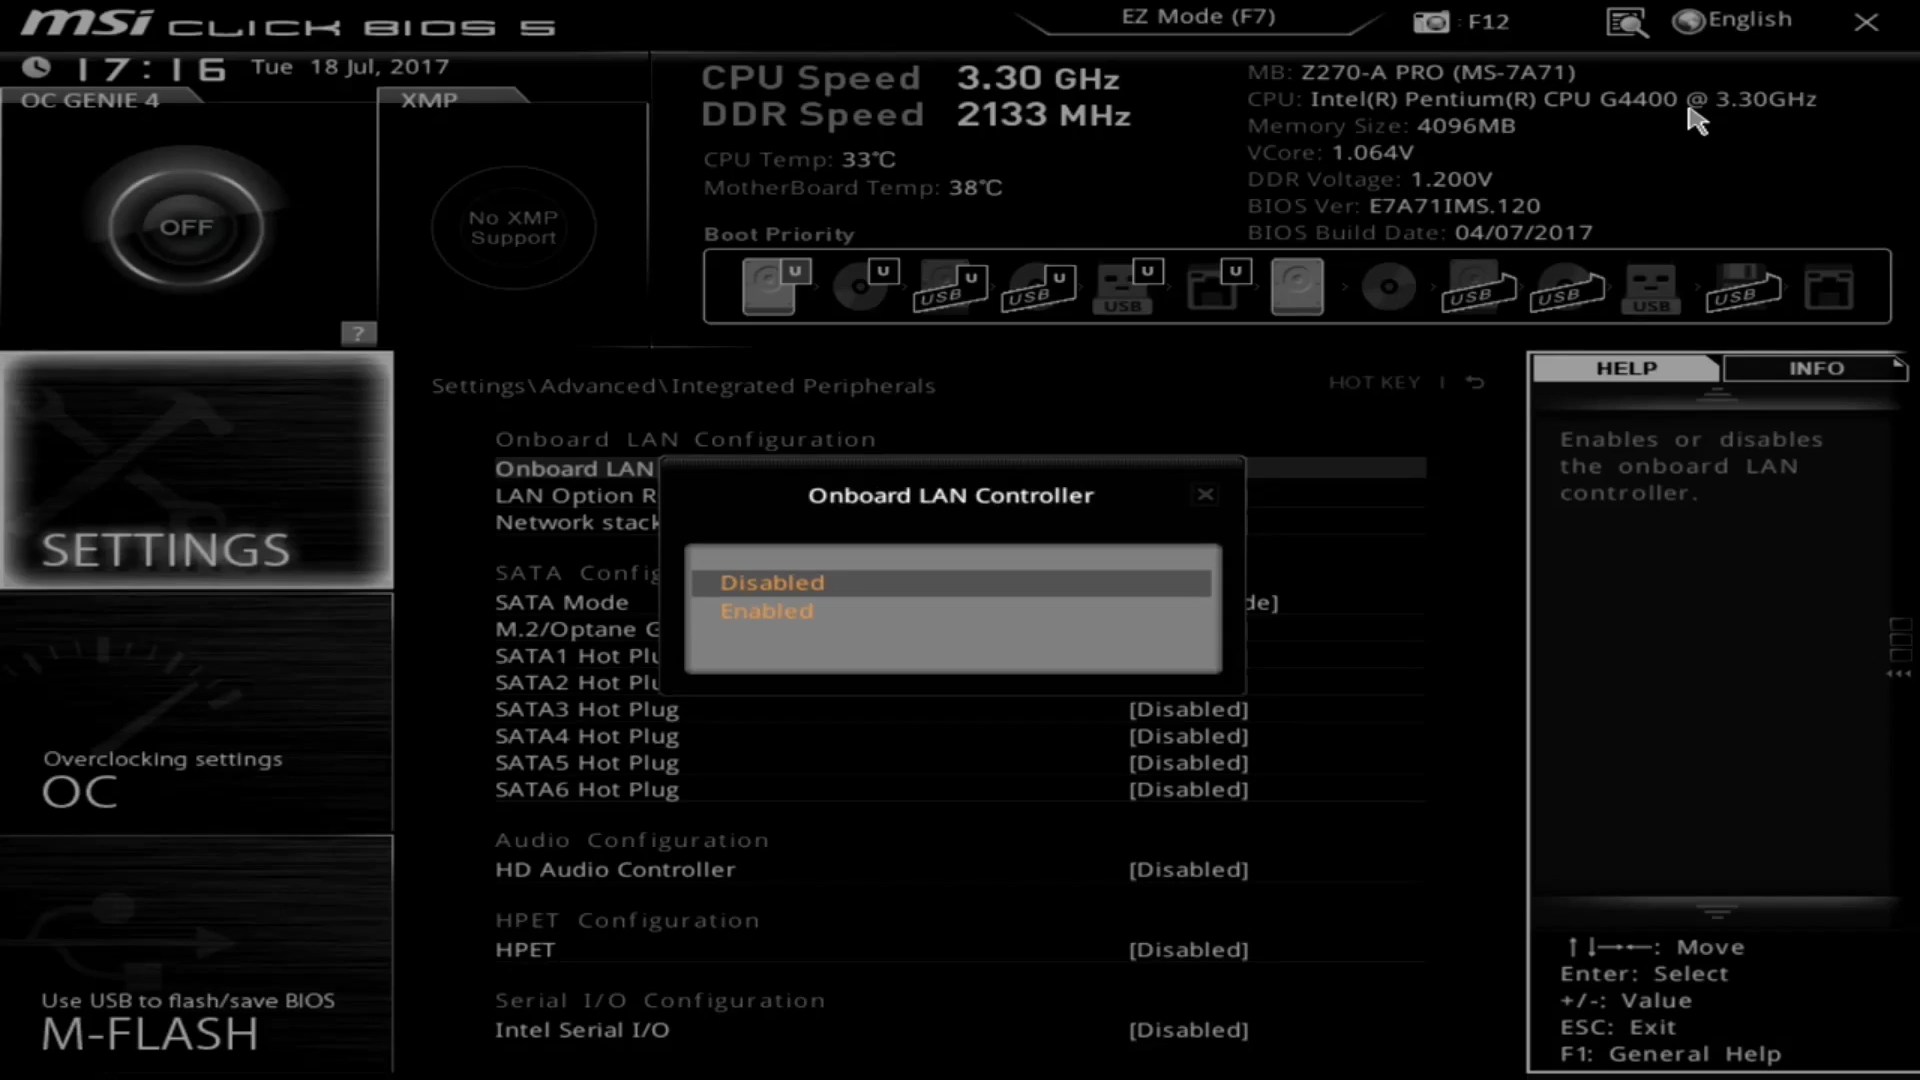 msi CLICK BIOS 5
EZ Mode (F7)
: F12
English
17:16 Tue 18 Jul, 2017
OC GENIE 4
XMP
OFF
No XMP
Support
?
CPU Speed 3.30 GHz
DDR Speed 2133 MHz
CPU Temp: 33℃
MotherBoard Temp: 38℃
MB: Z270-A PRO (MS-7A71)
CPU: Intel(R) Pentium(R) CPU G4400 @ 3.30GHz
Memory Size: 4096MB
VCore: 1.064V
DDR Voltage: 1.200V
BIOS Ver: E7A71IMS.120
BIOS Build Date: 04/07/2017
Boot Priority
U U U U U U
USB USB USB USB USB USB USB
SETTINGS
Overclocking settings
OC
Use USB to flash/save BIOS
M-FLASH
Settings\Advanced\Integrated Peripherals
HOT KEY |
Onboard LAN Configuration
Onboard LAN
LAN Option R
Network stack
SATA Config
SATA Mode de]
M.2/Optane G
SATA1 Hot Plu
SATA2 Hot Plu
SATA3 Hot Plug [Disabled]
SATA4 Hot Plug [Disabled]
SATA5 Hot Plug [Disabled]
SATA6 Hot Plug [Disabled]
Audio Configuration
HD Audio Controller [Disabled]
HPET Configuration
HPET [Disabled]
Serial I/O Configuration
Intel Serial I/O [Disabled]
Onboard LAN Controller
Disabled
Enabled
HELP
INFO
Enables or disables
the onboard LAN
controller.
↑↓→←: Move
Enter: Select
+/-: Value
ESC: Exit
F1: General Help